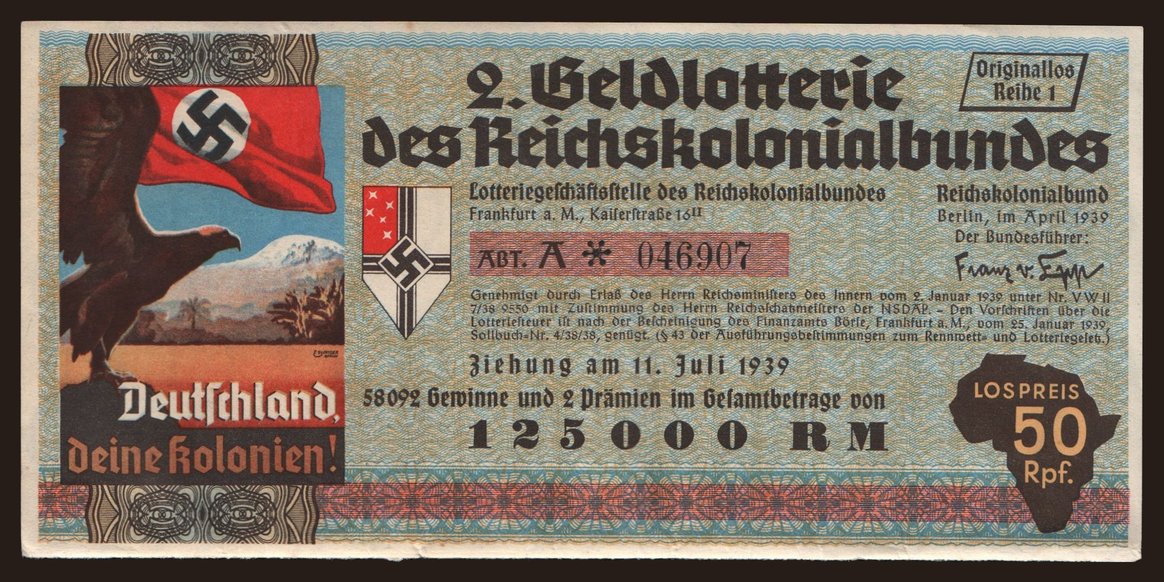 2. Geldlotterie
des Reichskolonialbundes
Originallos
Reihe 1
Lotteriegeschäftsstelle des Reichskolonialbundes
Frankfurt a. M., Kaiserstraße 16 II
Reichskolonialbund
Berlin, im April 1939
Der Bundesführer:
Franz v. Epp
ABT. A * 046907
Genehmigt durch Erlaß des Herrn Reichsministers des Innern vom 2. Januar 1939 unter Nr. V W II
7/38 9550 mit Zustimmung des Herrn Reichsschatzmeisters der NSDAP. – Den Vorschriften über die
Lotteriesteuer ist nach der Bescheinigung des Finanzamts Börse, Frankfurt a. M., vom 25. Januar 1939,
Sollbuch-Nr. 4/38/38, genügt. (§ 43 der Ausführungsbestimmungen zum Rennwett- und Lotteriegesetz.)
Ziehung am 11. Juli 1939
58092 Gewinne und 2 Prämien im Gesamtbetrage von
125000 RM
LOSPREIS
50
Rpf.
Deutschland,
deine Kolonien!